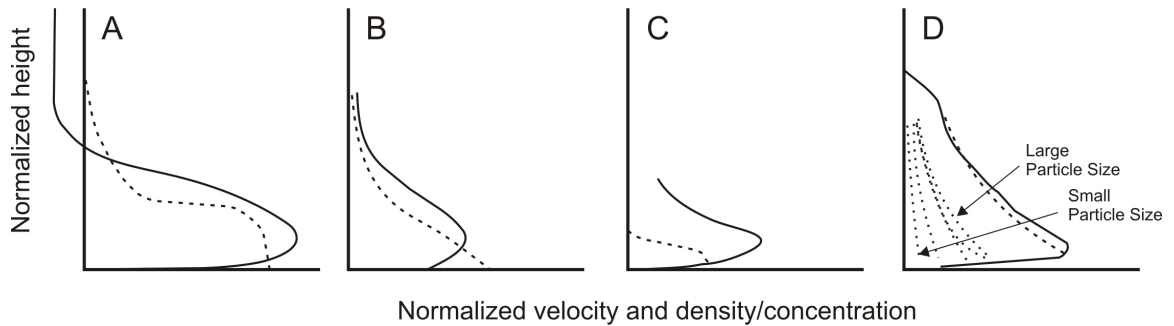 A
B
C
D
Normalized height
Large
Particle Size
Small
Particle Size
Normalized velocity and density/concentration